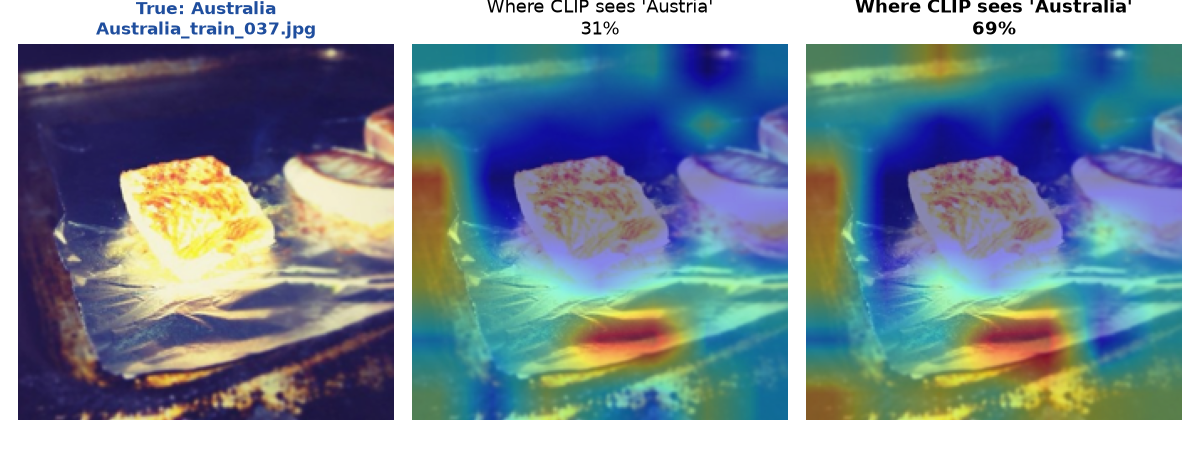 True: Australia
Australia_train_037.jpg
Where CLIP sees 'Austria'
31%
Where CLIP sees 'Australia'
69%